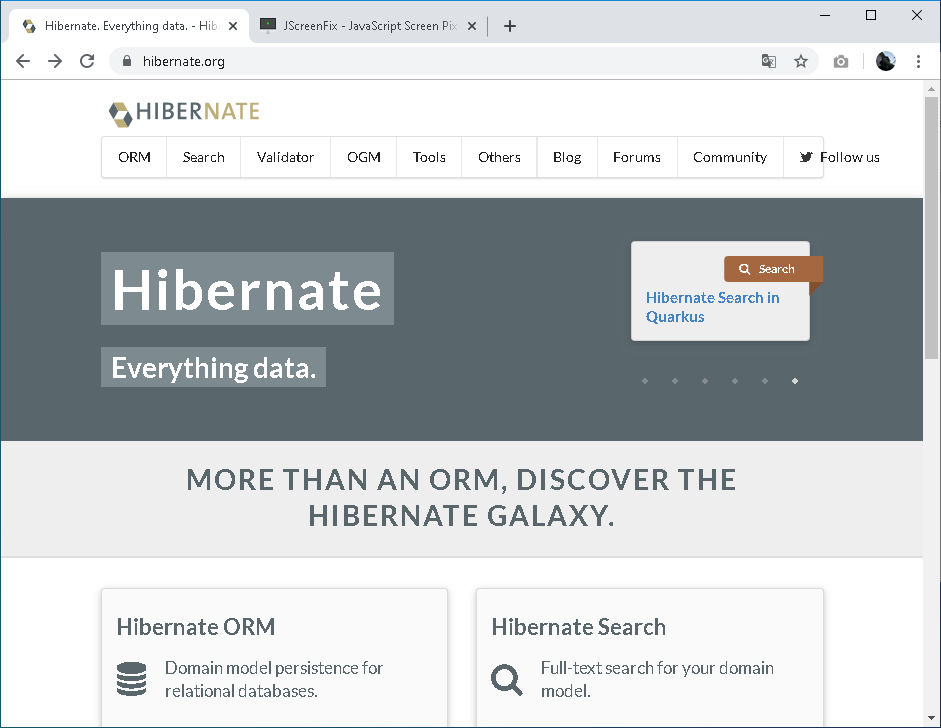 Hibernate. Everything data. - Hib
JScreenFix - JavaScript Screen Pix
hibernate.org
HIBERNATE
ORM Search Validator OGM Tools Others Blog Forums Community Follow us
Hibernate
Everything data.
Search
Hibernate Search in
Quarkus
MORE THAN AN ORM, DISCOVER THE
HIBERNATE GALAXY.
Hibernate ORM
Domain model persistence for
relational databases.
Hibernate Search
Full-text search for your domain
model.